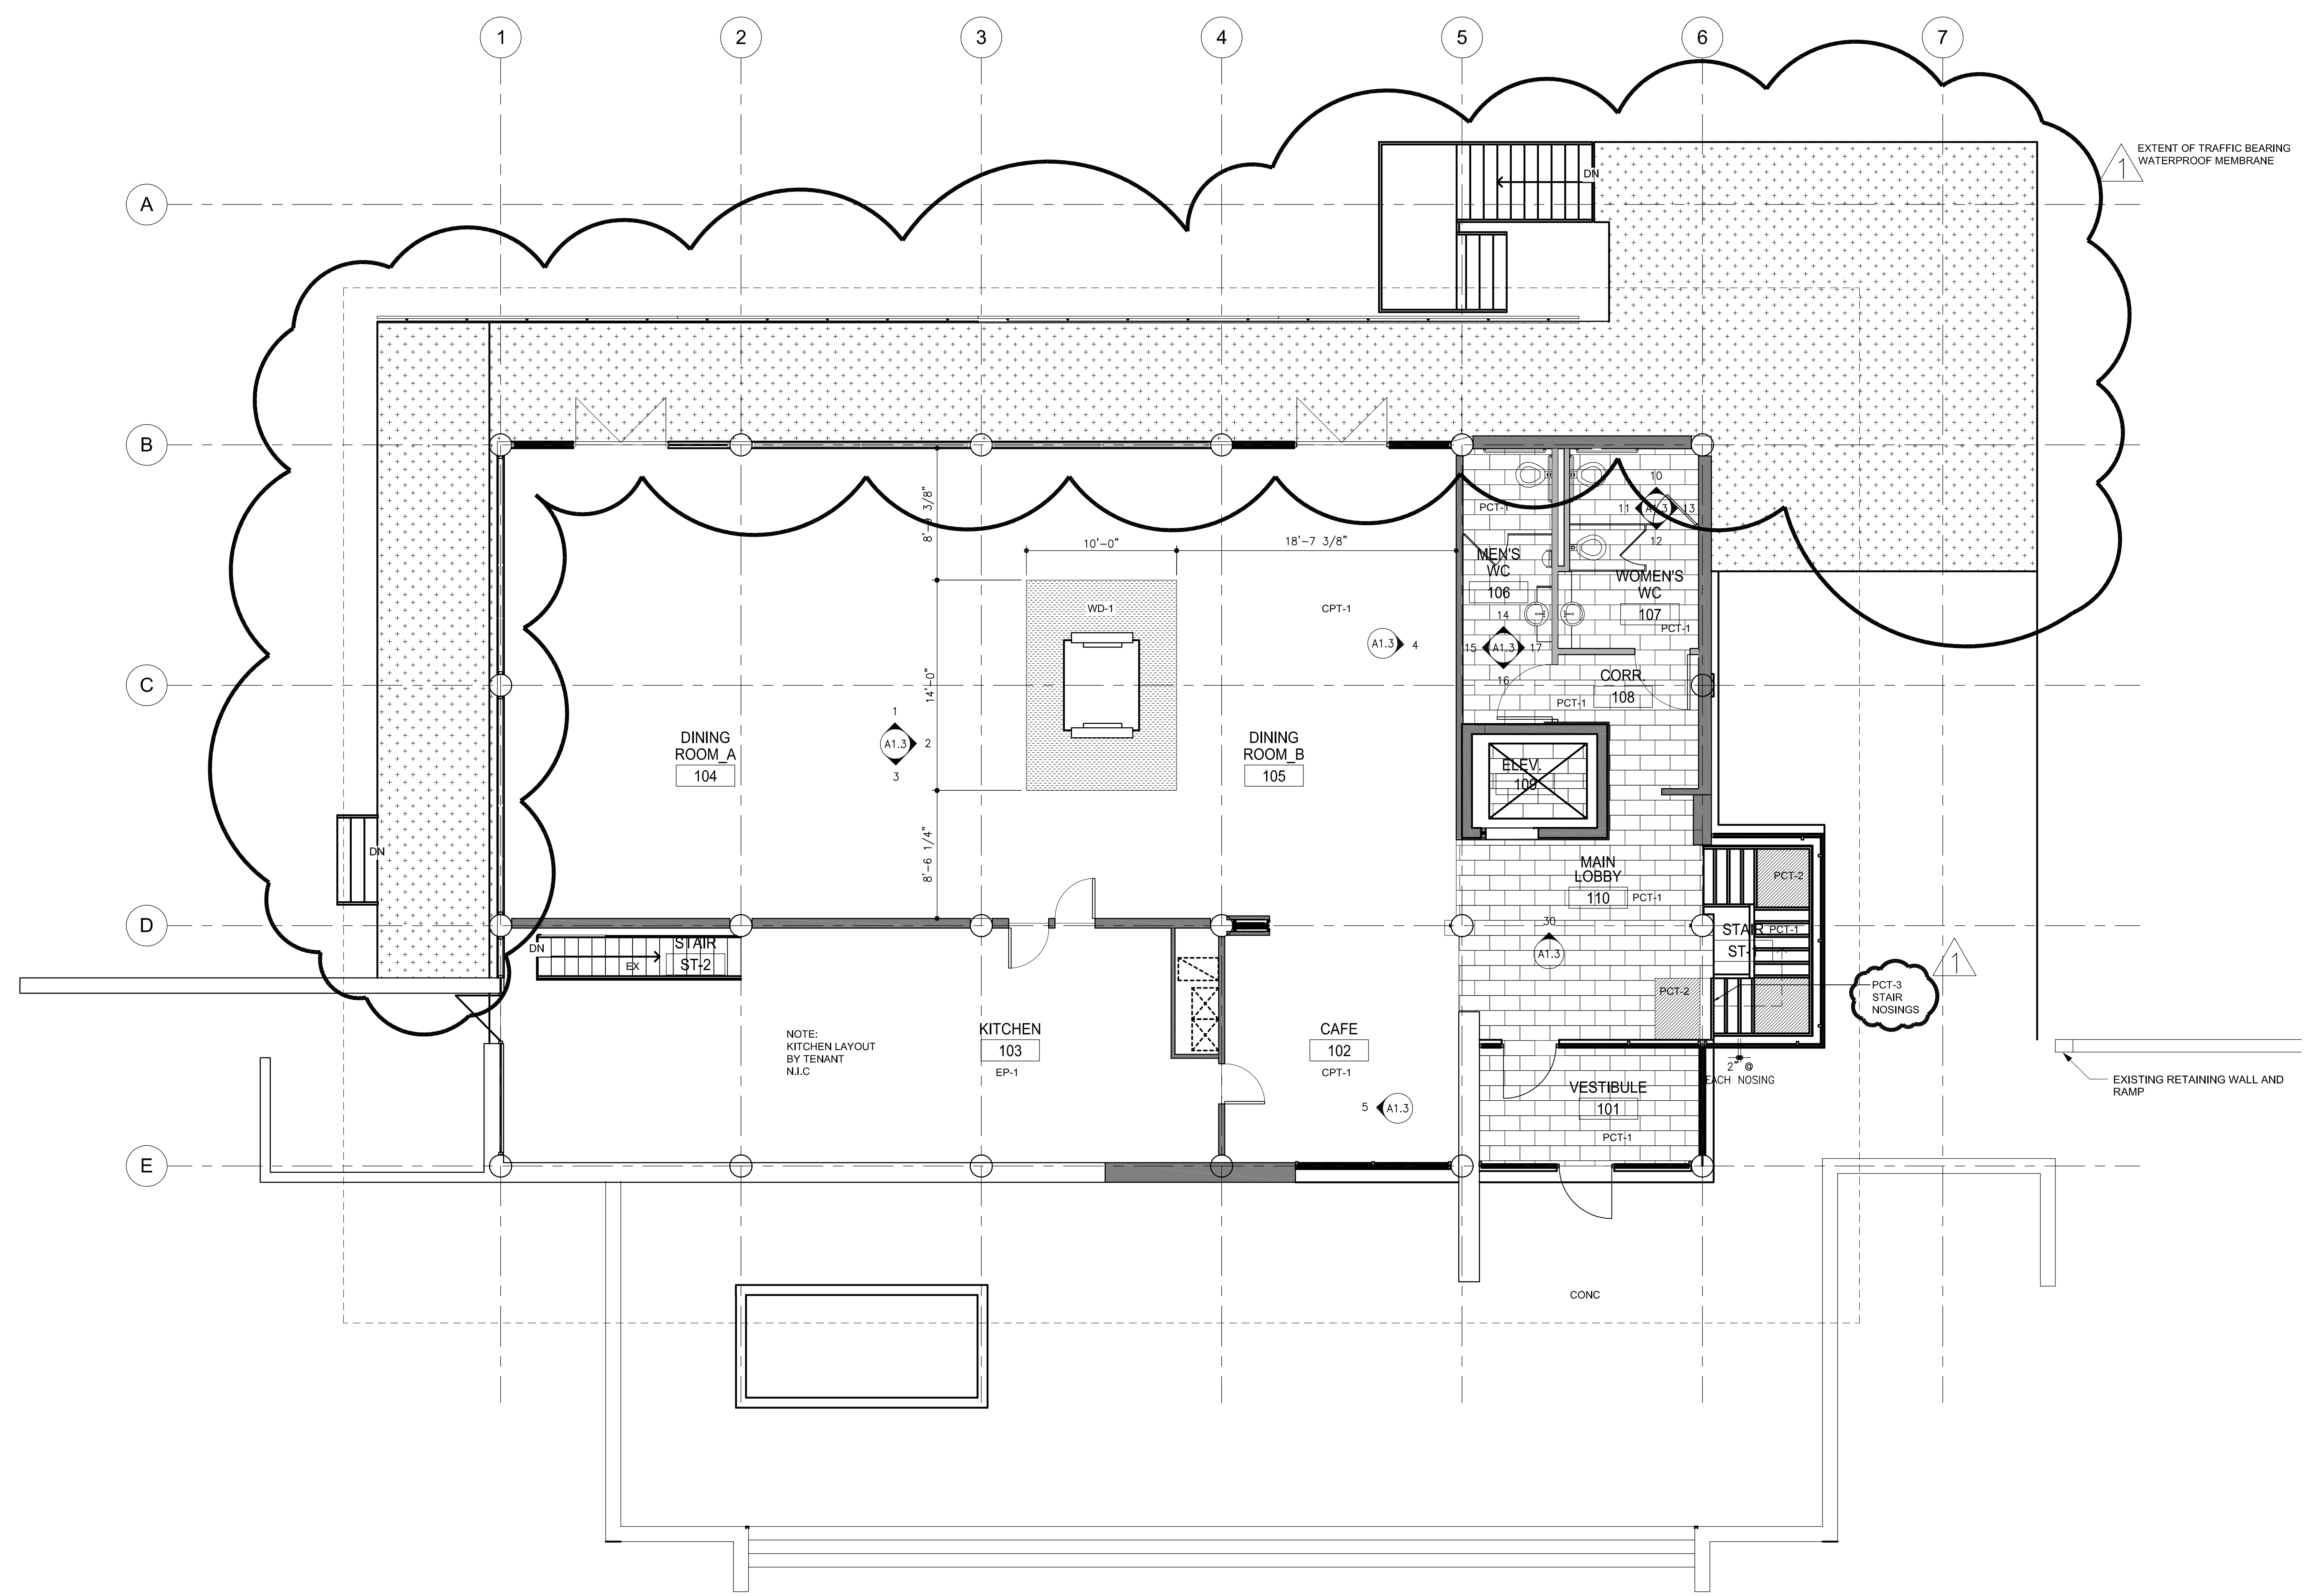 1
2
3
4
5
6
7
A
B
C
D
E
EXTENT OF TRAFFIC BEARING
WATERPROOF MEMBRANE
1
DN
10'-0"
18'-7 3/8"
14'-0"
8'-6 1/4"
WD-1
CPT-1
A1.3
4
1
A1.3
2
3
DINING
ROOM_A
104
DINING
ROOM_B
105
PCT-1
MEN'S
WC
106
10
11
A1.3
13
12
WOMEN'S
WC
107
PCT-1
14
15
A1.3
17
16
CORR.
108
PCT-1
ELEV.
109
MAIN
LOBBY
110
PCT-1
30
A1.3
PCT-2
STAIR
PCT-1
ST-1
PCT-2
1
PCT-3
STAIR
NOSINGS
2" @
EACH NOSING
DN
DN
EX
STAIR
ST-2
NOTE:
KITCHEN LAYOUT
BY TENANT
N.I.C
KITCHEN
103
EP-1
CAFE
102
CPT-1
5
A1.3
VESTIBULE
101
PCT-1
EXISTING RETAINING WALL AND
RAMP
CONC